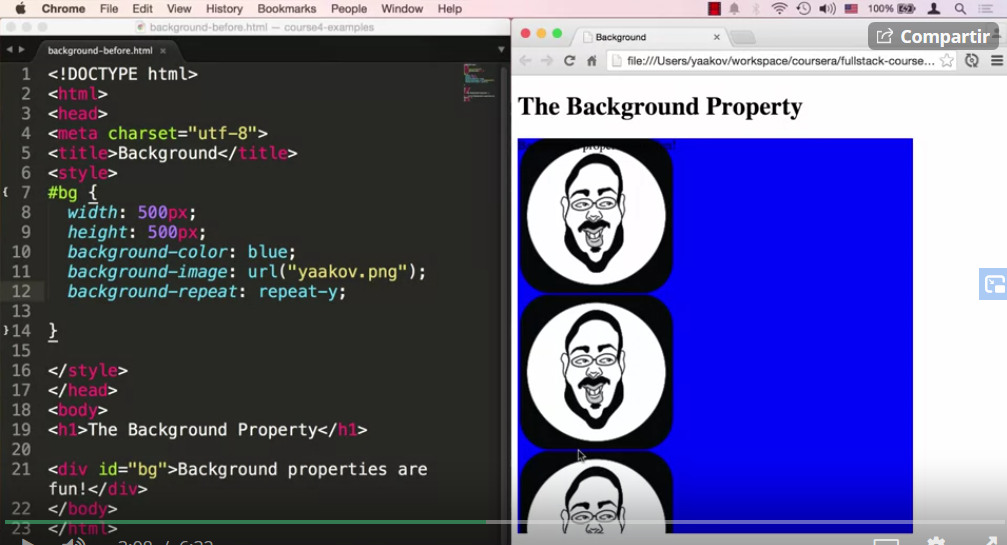 Chrome File Edit View History Bookmarks People Window Help 100%
background-before.html — course4-examples
background-before.html
1 <!DOCTYPE html>
2 <html>
3 <head>
4 <meta charset="utf-8">
5 <title>Background</title>
6 <style>
7 #bg {
8 width: 500px;
9 height: 500px;
10 background-color: blue;
11 background-image: url("yaakov.png");
12 background-repeat: repeat-y;
13
14 }
15
16 </style>
17 </head>
18 <body>
19 <h1>The Background Property</h1>
20
21 <div id="bg">Background properties are
fun!</div>
22 </body>
23 </html>
Background
Compartir
file:///Users/yaakov/workspace/coursera/fullstack-course...
The Background Property